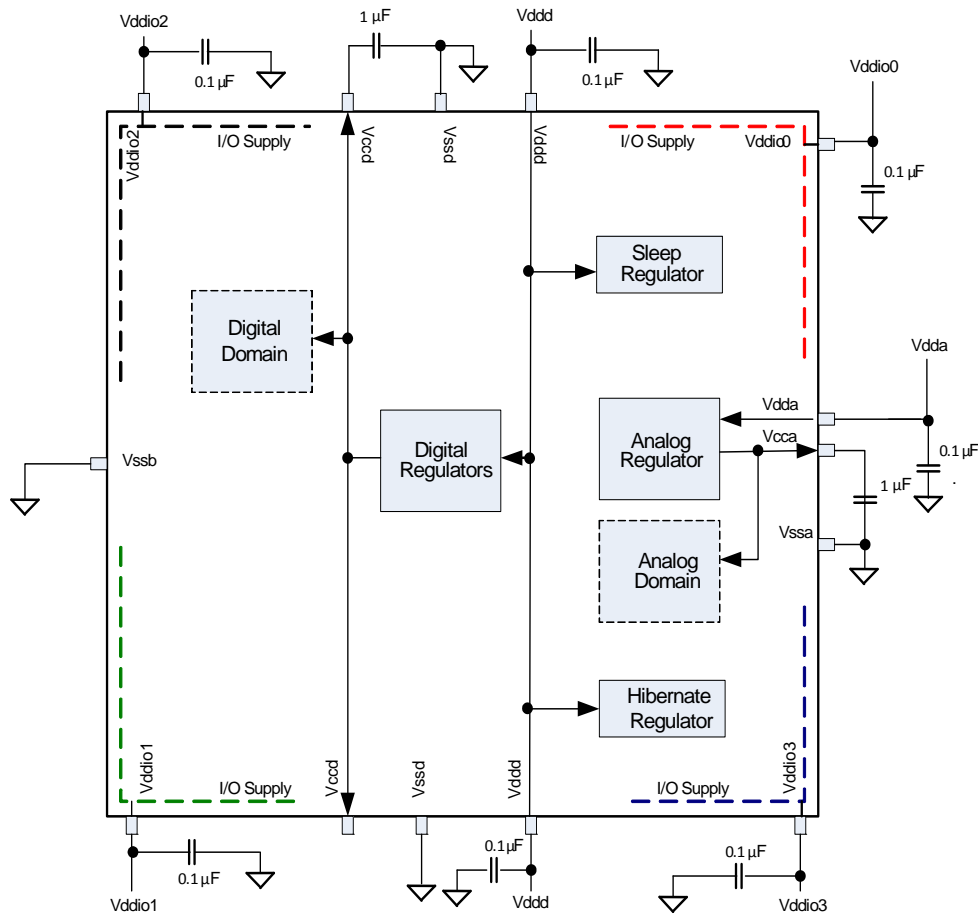 Vddio2
1 µF
Vddd
0.1 µF
0.1 µF
Vddio0
0.1 µF
Vddio2
I/O Supply
Vccd
Vssd
Vddd
I/O Supply
Vddio0
Sleep
Regulator
Digital
Domain
Vdda
Vdda
Digital
Regulators
Analog
Regulator
Vcca
Vssb
0.1 µF
1 µF
.
Vssa
Analog
Domain
Hibernate
Regulator
Vddio1
I/O Supply
Vccd
Vssd
Vddd
I/O Supply
Vddio3
0.1 µF
0.1 µF
0.1 µF
Vddio1
Vddd
Vddio3